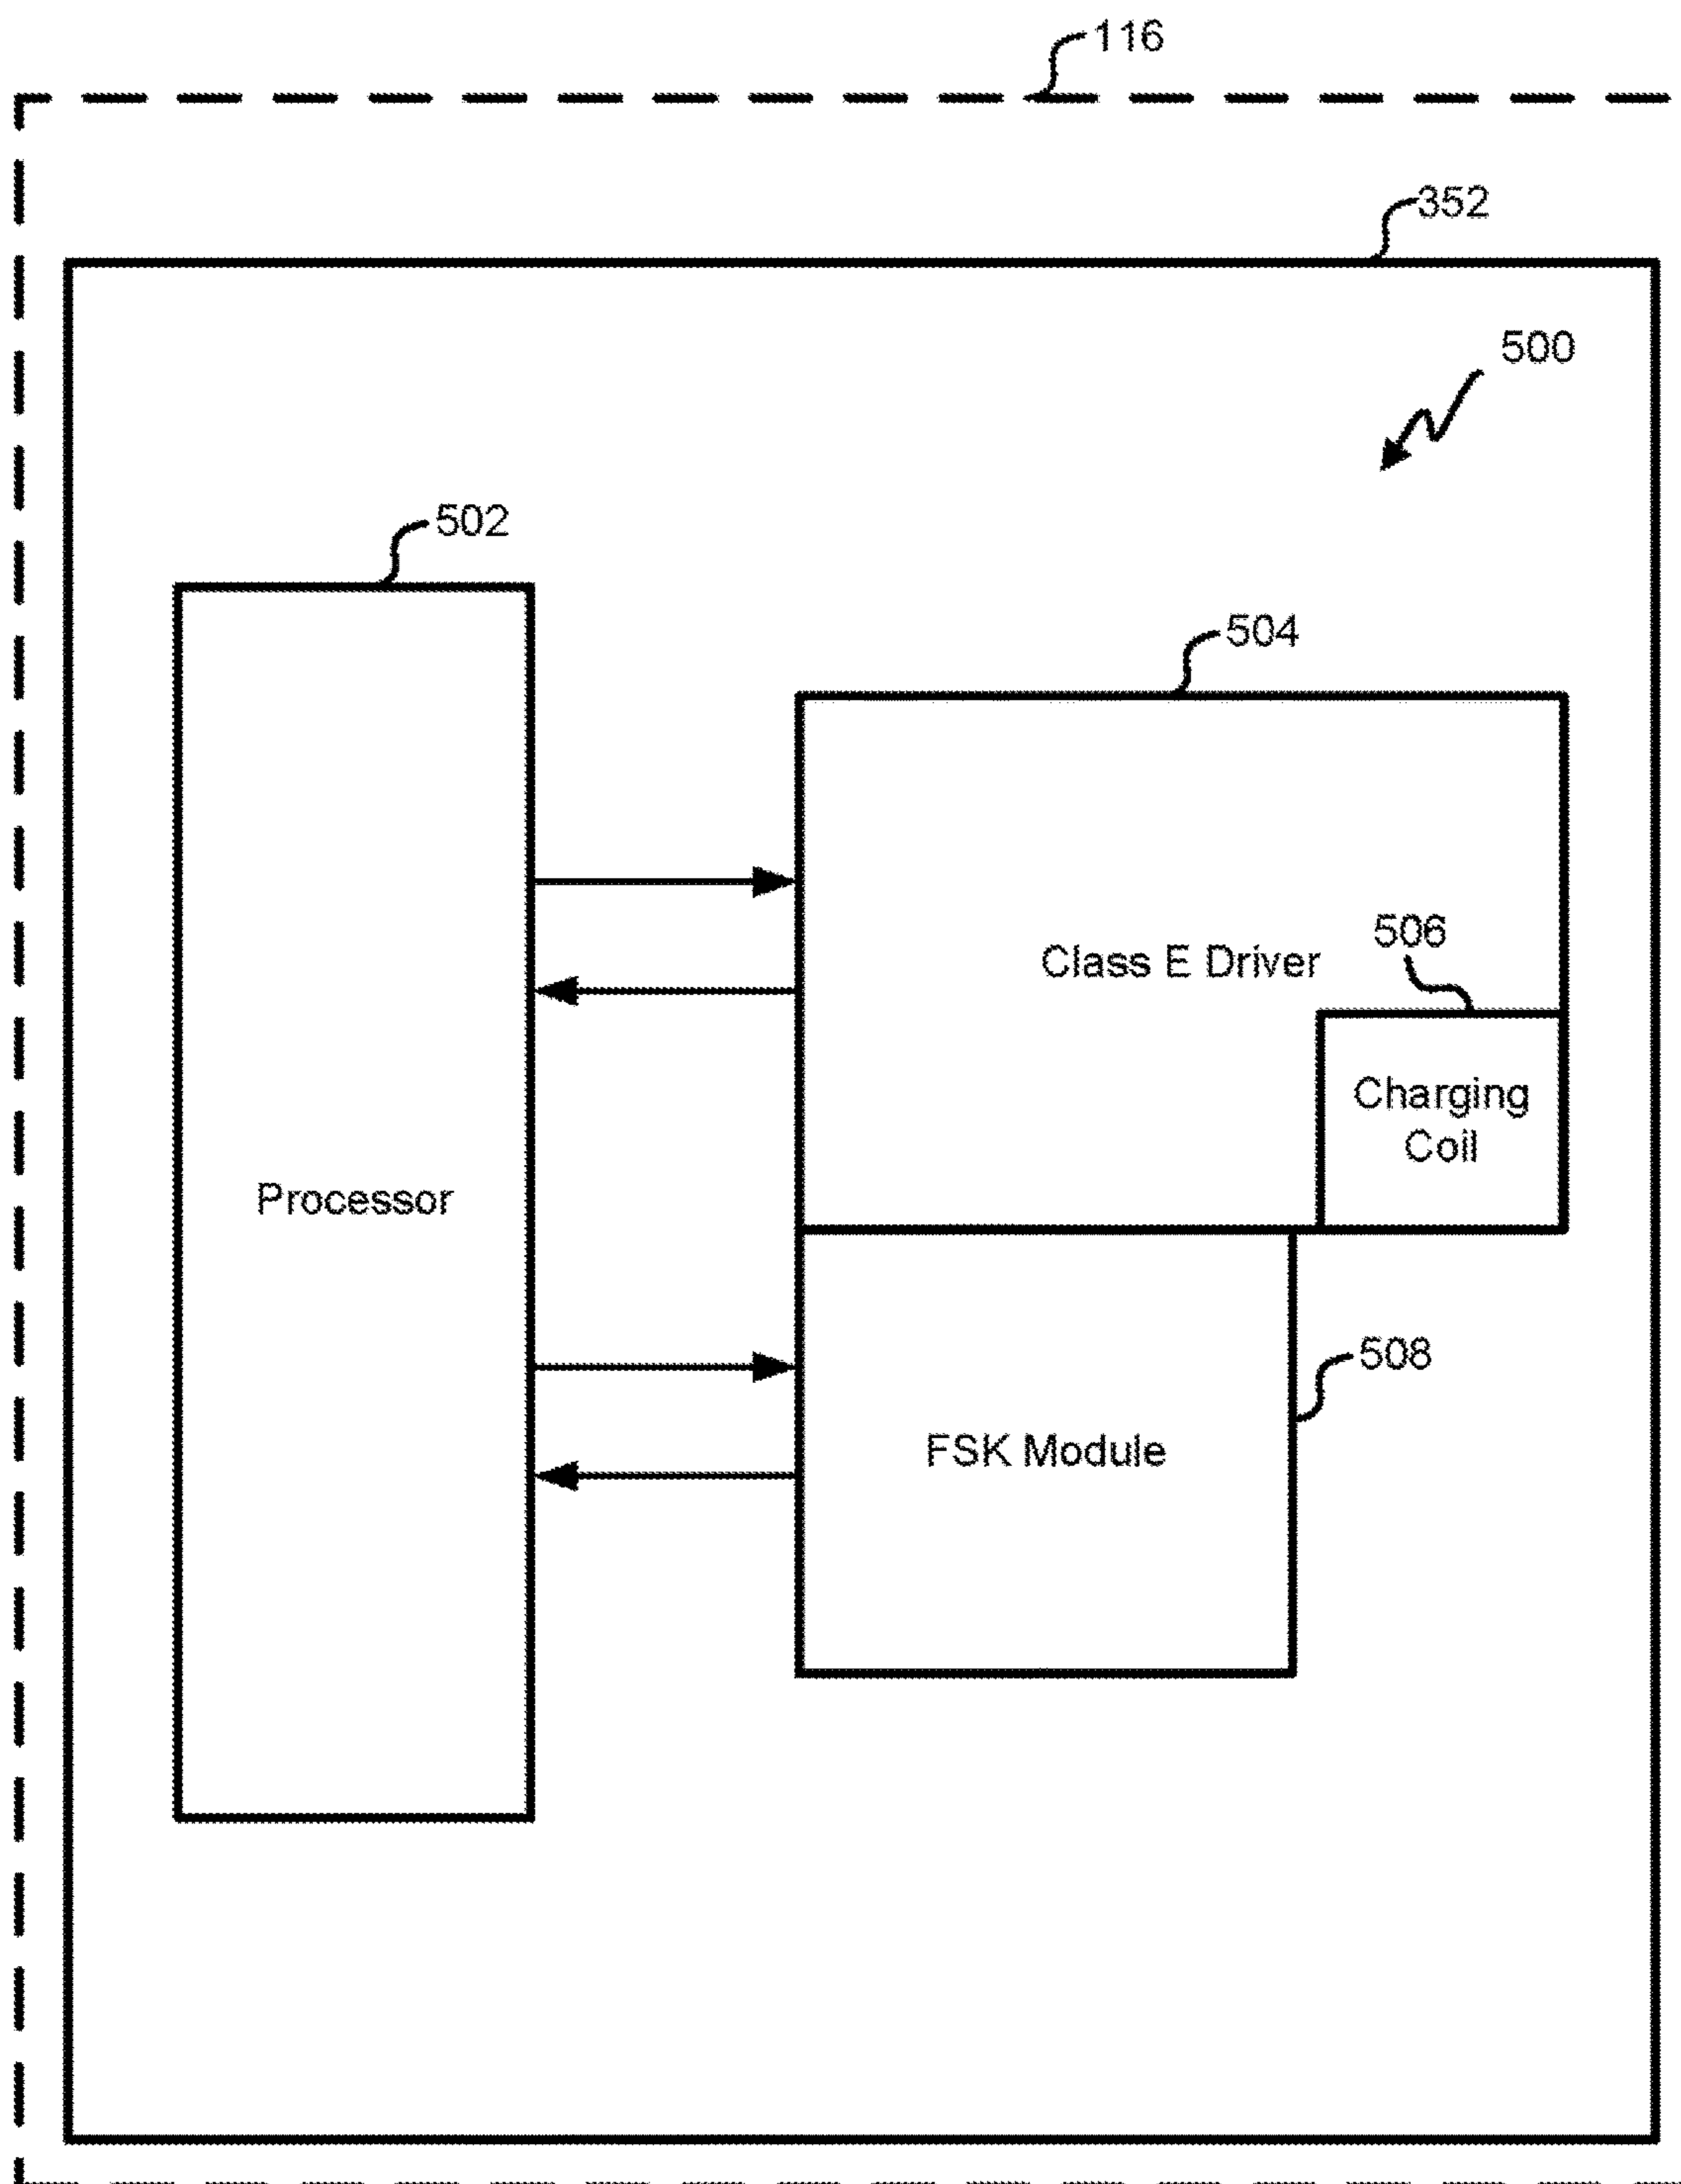 116
352
500
502
504
Class E Driver
506
Charging
Coil
Processor
508
FSK Module